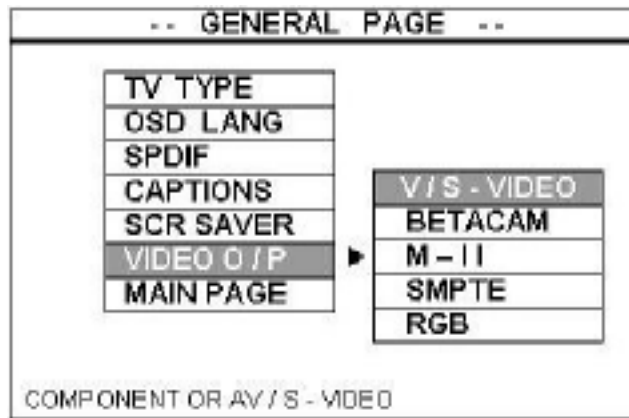 -- GENERAL PAGE --
TV TYPE
OSD LANG
SPDIF
CAPTIONS
SCR SAVER
VIDEO O / P
MAIN PAGE
V / S - VIDEO
BETACAM
M – I I
SMPTE
RGB
COMPONENT OR AV / S - VIDEO